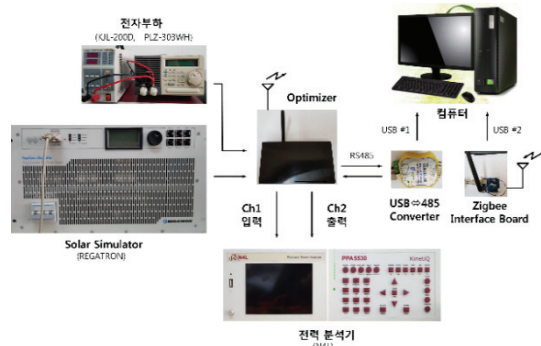 전자부하
(KJL-200D, PLZ-303WH)
Optimizer
컴퓨터
USB #1
USB #2
RS485
Ch1
입력
Ch2
출력
USB⇔485
Converter
Zigbee
Interface Board
Solar Simulator
(REGATRON)
PPA5530
KinetiQ
전력 분석기